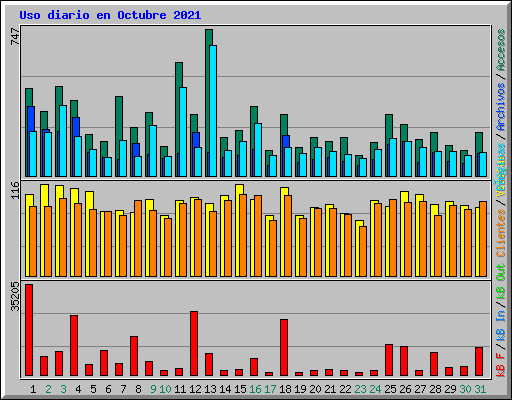 Uso diario en Octubre 2021
747
116
35205
Clientes / Páginas / Archivos / Accesos
kB F / kB In / kB Out
1 2 3 4 5 6 7 8 9 10 11 12 13 14 15 16 17 18 19 20 21 22 23 24 25 26 27 28 29 30 31